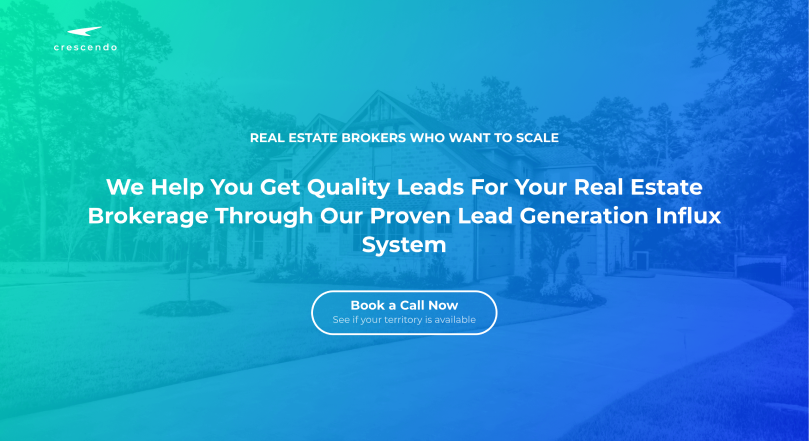 crescendo
REAL ESTATE BROKERS WHO WANT TO SCALE
We Help You Get Quality Leads For Your Real Estate
Brokerage Through Our Proven Lead Generation Influx
System
Book a Call Now
See if your territory is available